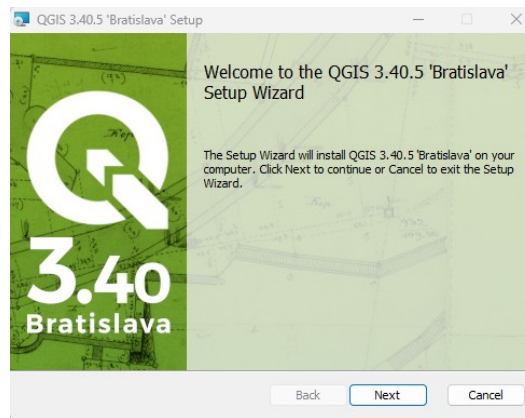 QGIS 3.40.5 'Bratislava' Setup
Welcome to the QGIS 3.40.5 'Bratislava'
Setup Wizard
The Setup Wizard will install QGIS 3.40.5 'Bratislava' on your
computer. Click Next to continue or Cancel to exit the Setup
Wizard.
3.40
Bratislava
Back
Next
Cancel